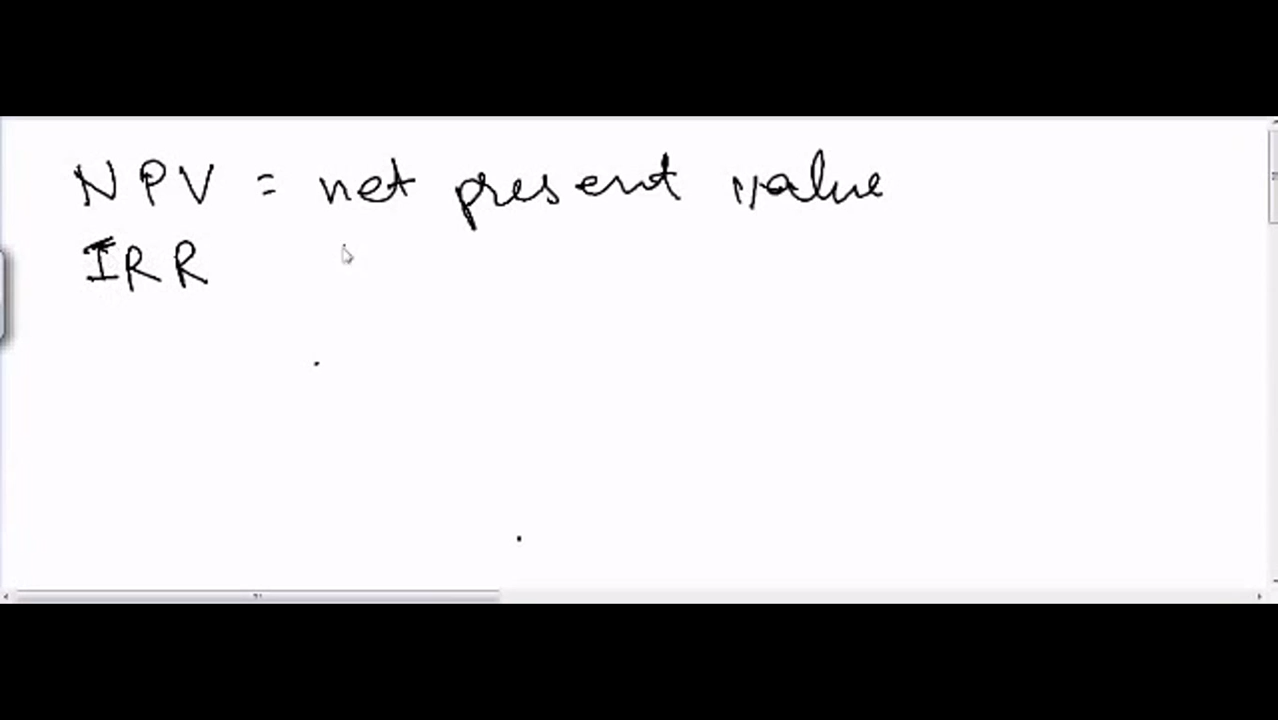 NPV = net present value
IRR